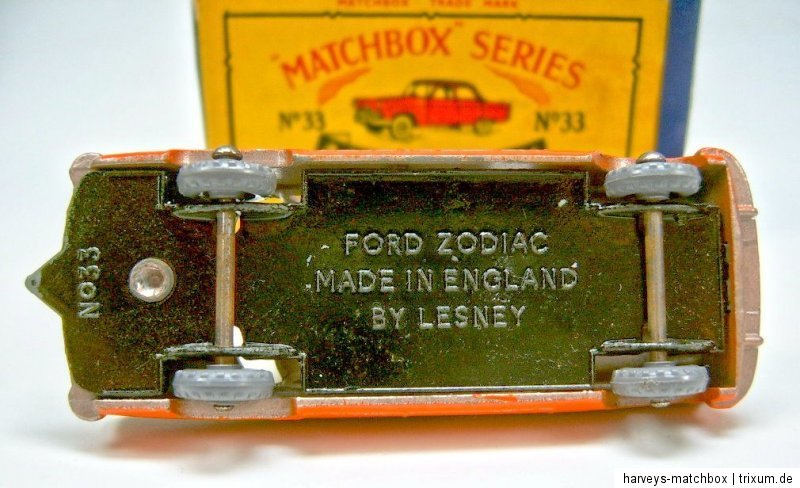 MATCHBOX TRADE MARK
"MATCHBOX" SERIES
Nº33 Nº33
FORD ZODIAC
MADE IN ENGLAND
BY LESNEY
Nº33
harveys-matchbox | trixum.de